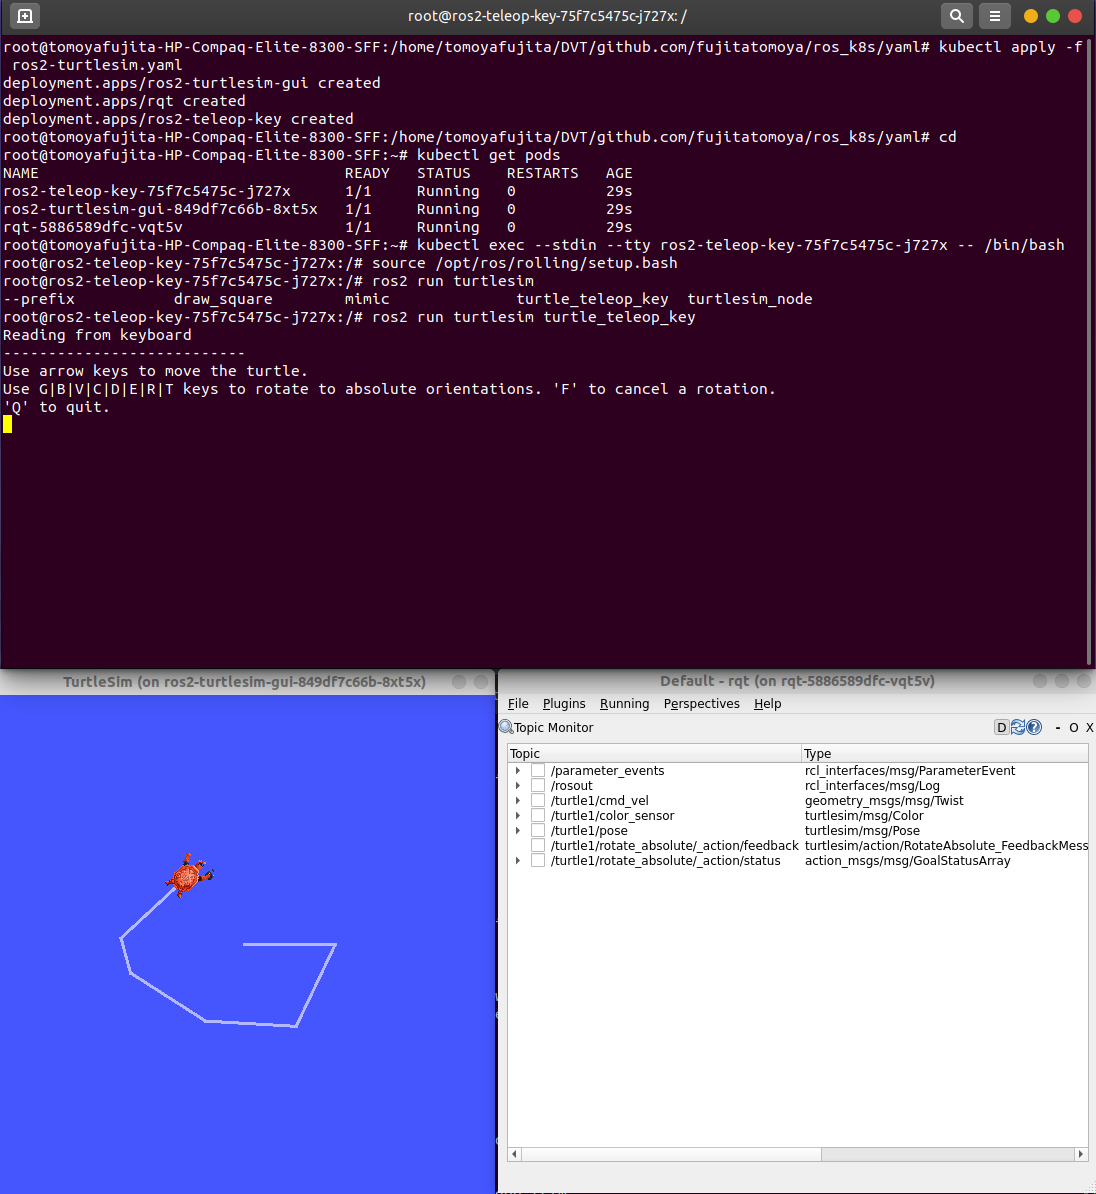 root@ros2-teleop-key-75f7c5475c-j727x: /
root@tomoyafujita-HP-Compaq-Elite-8300-SFF:/home/tomoyafujita/DVT/github.com/fujitatomoya/ros_k8s/yaml# kubectl apply -f
ros2-turtlesim.yaml
deployment.apps/ros2-turtlesim-gui created
deployment.apps/rqt created
deployment.apps/ros2-teleop-key created
root@tomoyafujita-HP-Compaq-Elite-8300-SFF:/home/tomoyafujita/DVT/github.com/fujitatomoya/ros_k8s/yaml# cd
root@tomoyafujita-HP-Compaq-Elite-8300-SFF:~# kubectl get pods
NAME READY STATUS RESTARTS AGE
ros2-teleop-key-75f7c5475c-j727x 1/1 Running 0 29s
ros2-turtlesim-gui-849df7c66b-8xt5x 1/1 Running 0 29s
rqt-5886589dfc-vqt5v 1/1 Running 0 29s
root@tomoyafujita-HP-Compaq-Elite-8300-SFF:~# kubectl exec --stdin --tty ros2-teleop-key-75f7c5475c-j727x -- /bin/bash
root@ros2-teleop-key-75f7c5475c-j727x:/# source /opt/ros/rolling/setup.bash
root@ros2-teleop-key-75f7c5475c-j727x:/# ros2 run turtlesim
--prefix draw_square mimic turtle_teleop_key turtlesim_node
root@ros2-teleop-key-75f7c5475c-j727x:/# ros2 run turtlesim turtle_teleop_key
Reading from keyboard
---------------------------
Use arrow keys to move the turtle.
Use G|B|V|C|D|E|R|T keys to rotate to absolute orientations. 'F' to cancel a rotation.
'Q' to quit.
TurtleSim (on ros2-turtlesim-gui-849df7c66b-8xt5x)
Default - rqt (on rqt-5886589dfc-vqt5v)
File Plugins Running Perspectives Help
Topic Monitor D ? - O X
Topic Type
/parameter_events rcl_interfaces/msg/ParameterEvent
/rosout rcl_interfaces/msg/Log
/turtle1/cmd_vel geometry_msgs/msg/Twist
/turtle1/color_sensor turtlesim/msg/Color
/turtle1/pose turtlesim/msg/Pose
/turtle1/rotate_absolute/_action/feedback turtlesim/action/RotateAbsolute_FeedbackMess
/turtle1/rotate_absolute/_action/status action_msgs/msg/GoalStatusArray